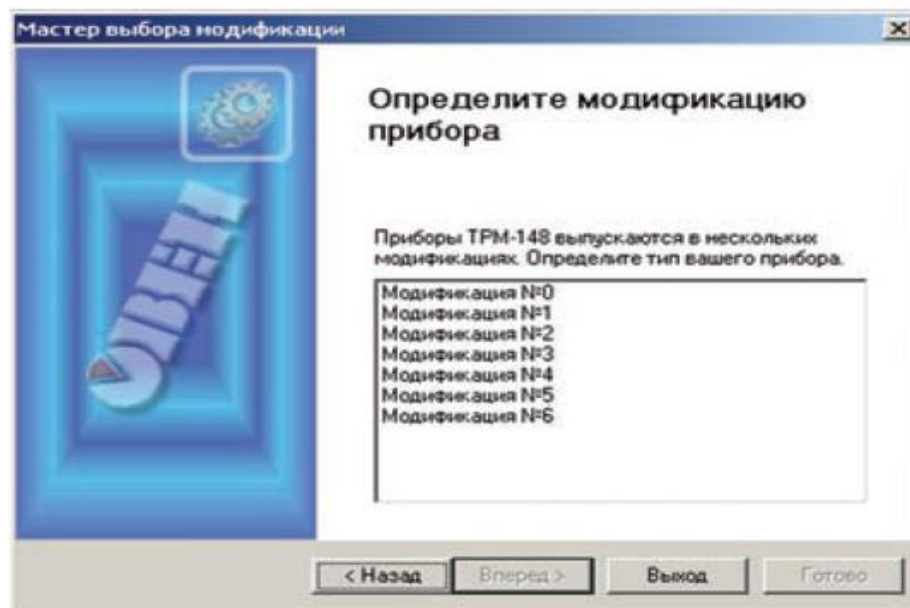 Мастер выбора модификации
ОВЕН
Определите модификацию
прибора
Приборы ТРМ-148 выпускаются в нескольких
модификациях. Определите тип вашего прибора.
Модификация №0
Модификация №1
Модификация №2
Модификация №3
Модификация №4
Модификация №5
Модификация №6
< Назад
Вперед >
Выход
Готово